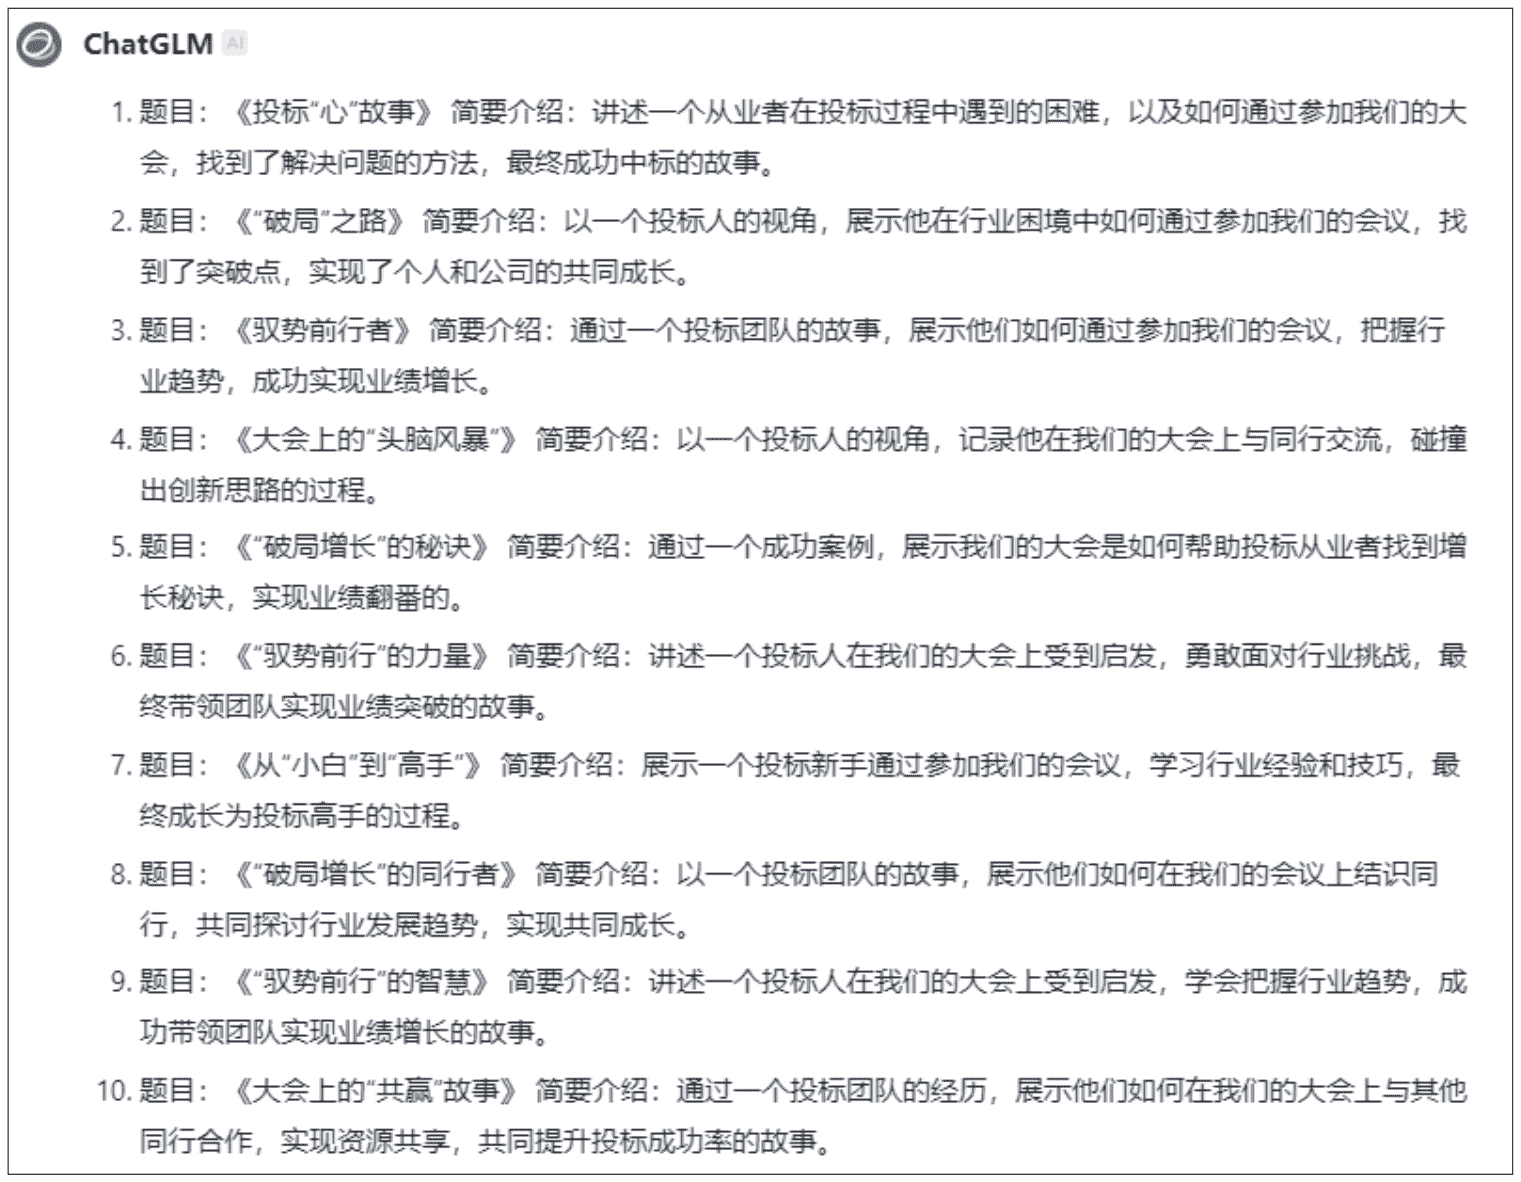 ChatGLM AI
1. 题目：《投标“心”故事》 简要介绍：讲述一个从业者在投标过程中遇到的困难，以及如何通过参加我们的大
会，找到了解决问题的方法，最终成功中标的故事。
2. 题目：《“破局”之路》 简要介绍：以一个投标人的视角，展示他在行业困境中如何通过参加我们的会议，找
到了突破点，实现了个人和公司的共同成长。
3. 题目：《驭势前行者》 简要介绍：通过一个投标团队的故事，展示他们如何通过参加我们的会议，把握行
业趋势，成功实现业绩增长。
4. 题目：《大会上的“头脑风暴”》 简要介绍：以一个投标人的视角，记录他在我们的大会上与同行交流，碰撞
出创新思路的过程。
5. 题目：《“破局增长”的秘诀》 简要介绍：通过一个成功案例，展示我们的大会是如何帮助投标从业者找到增
长秘诀，实现业绩翻番的。
6. 题目：《“驭势前行”的力量》 简要介绍：讲述一个投标人在我们的大会上受到启发，勇敢面对行业挑战，最
终带领团队实现业绩突破的故事。
7. 题目：《从“小白”到“高手”》 简要介绍：展示一个投标新手通过参加我们的会议，学习行业经验和技巧，最
终成长为投标高手的过程。
8. 题目：《“破局增长”的同行者》 简要介绍：以一个投标团队的故事，展示他们如何在我们的会议上结识同
行，共同探讨行业发展趋势，实现共同成长。
9. 题目：《“驭势前行”的智慧》 简要介绍：讲述一个投标人在我们的大会上受到启发，学会把握行业趋势，成
功带领团队实现业绩增长的故事。
10. 题目：《大会上的“共赢”故事》 简要介绍：通过一个投标团队的经历，展示他们如何在我们的大会上与其他
同行合作，实现资源共享，共同提升投标成功率的故事。